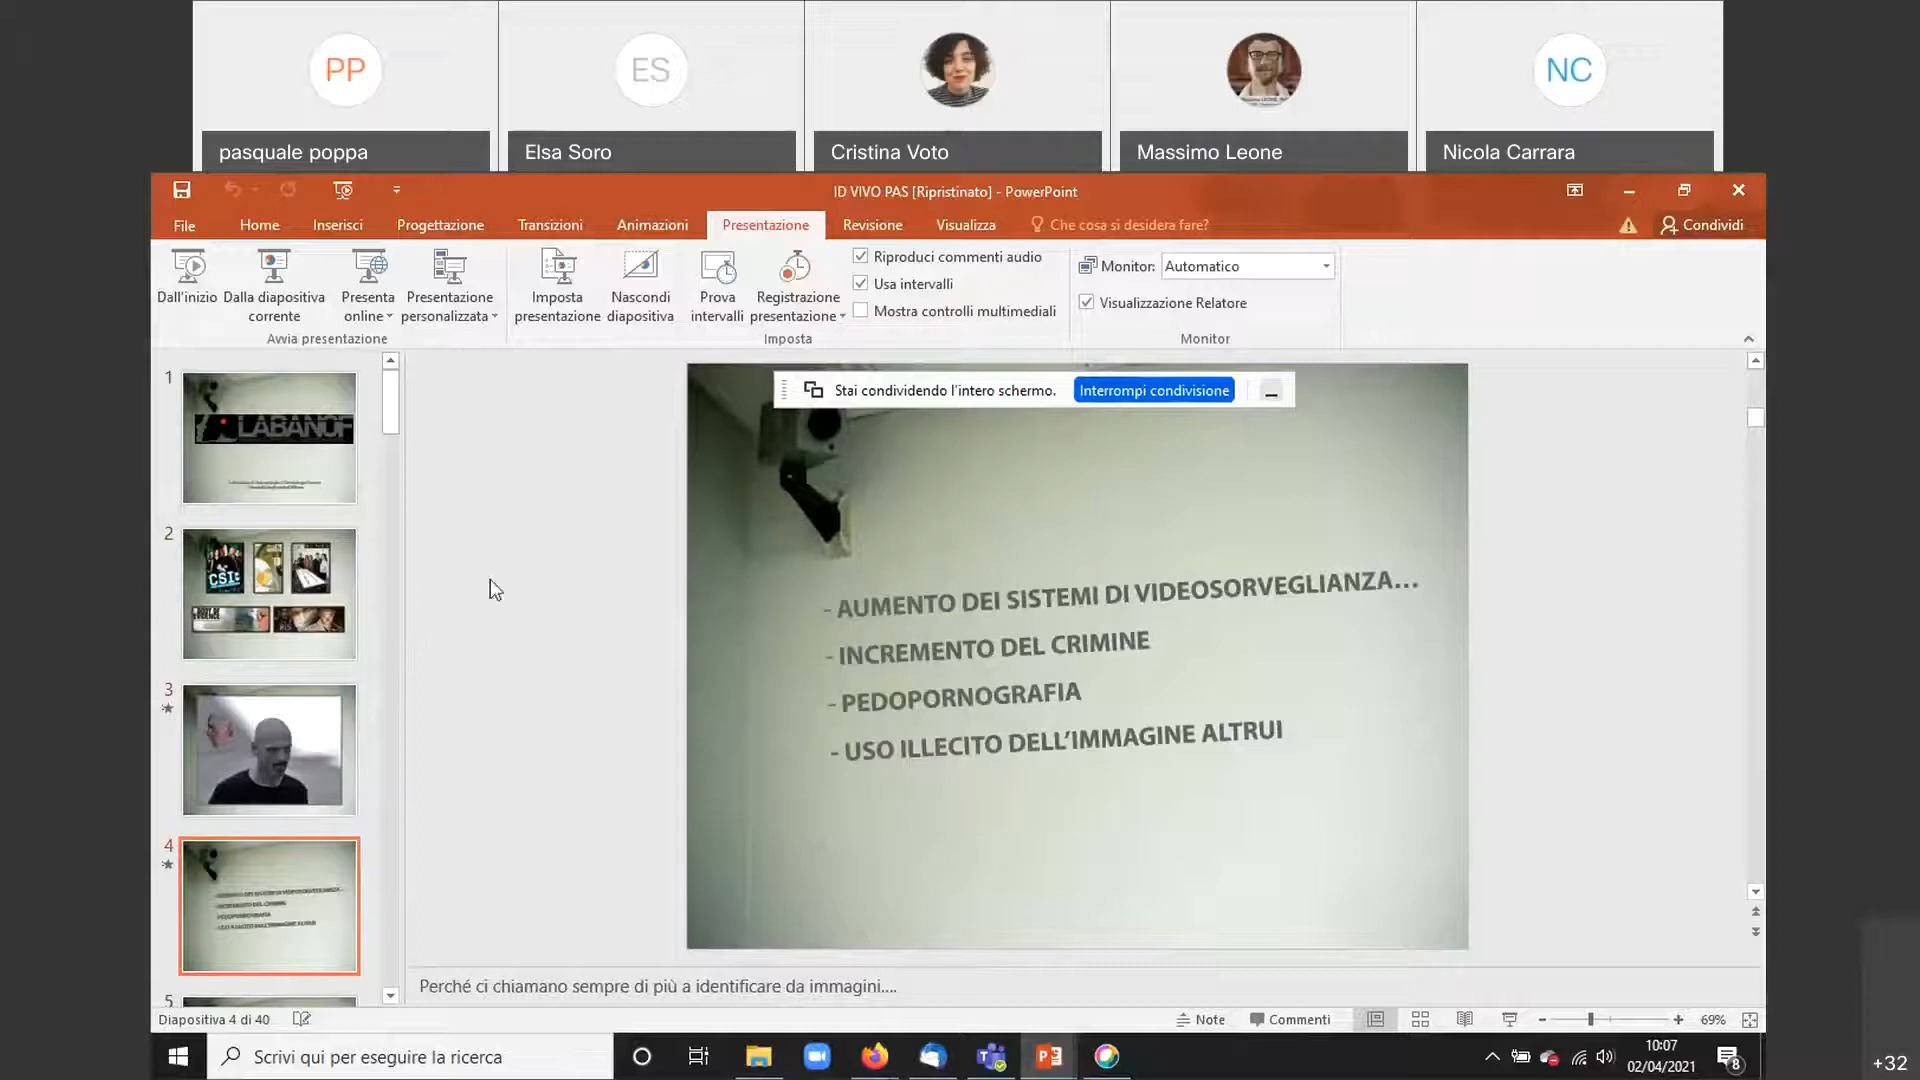 PP
ES
NC
pasquale poppa
Elsa Soro
Cristina Voto
Massimo Leone
Nicola Carrara
ID VIVO PAS [Ripristinato] - PowerPoint
File
Home
Inserisci
Progettazione
Transizioni
Animazioni
Presentazione
Revisione
Visualizza
Che cosa si desidera fare?
Condividi
Dall'inizio
Dalla diapositiva corrente
Presenta online
Presentazione personalizzata
Imposta presentazione
Nascondi diapositiva
Prova intervalli
Registrazione presentazione
Riproduci commenti audio
Usa intervalli
Mostra controlli multimediali
Monitor:
Automatico
Visualizzazione Relatore
Avvia presentazione
Imposta
Monitor
Stai condividendo l'intero schermo.
Interrompi condivisione
1
LABANOF
2
CSI:
3
4
5
- AUMENTO DEI SISTEMI DI VIDEOSORVEGLIANZA...
- INCREMENTO DEL CRIMINE
- PEDOPORNOGRAFIA
- USO ILLECITO DELL'IMMAGINE ALTRUI
Perché ci chiamano sempre di più a identificare da immagini....
Diapositiva 4 di 40
Note
Commenti
69%
Scrivi qui per eseguire la ricerca
10:07
02/04/2021
8
+32